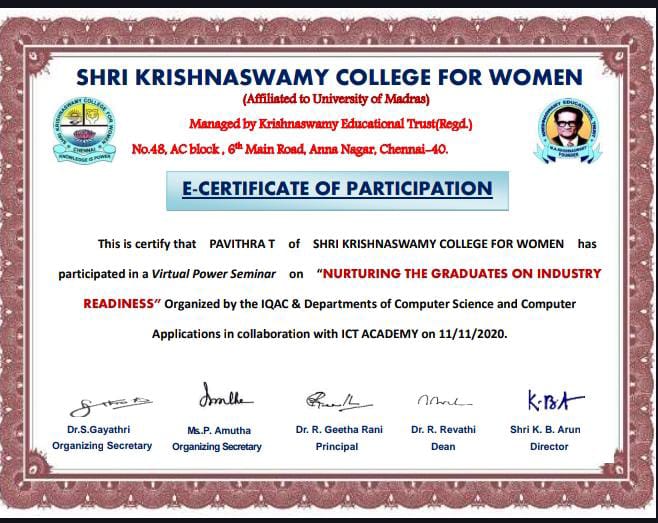 SHRI KRISHNASWAMY COLLEGE FOR WOMEN
(Affiliated to University of Madras)
Managed by Krishnaswamy Educational Trust(Regd.)
No.48, AC block , 6th Main Road, Anna Nagar, Chennai-40.
KRISHNASWAMY COLLEGE FOR WOMEN
CHENNAI
KNOWLEDGE IS POWER
KRISHNASWAMY EDUCATIONAL TRUST
FOUNDER
E-CERTIFICATE OF PARTICIPATION
This is certify that PAVITHRA T of SHRI KRISHNASWAMY COLLEGE FOR WOMEN has
participated in a Virtual Power Seminar on “NURTURING THE GRADUATES ON INDUSTRY
READINESS” Organized by the IQAC & Departments of Computer Science and Computer
Applications in collaboration with ICT ACADEMY on 11/11/2020.
K.B.A
Dr.S.Gayathri Ms.P. Amutha Dr. R. Geetha Rani Dr. R. Revathi Shri K. B. Arun
Organizing Secretary Organizing Secretary Principal Dean Director